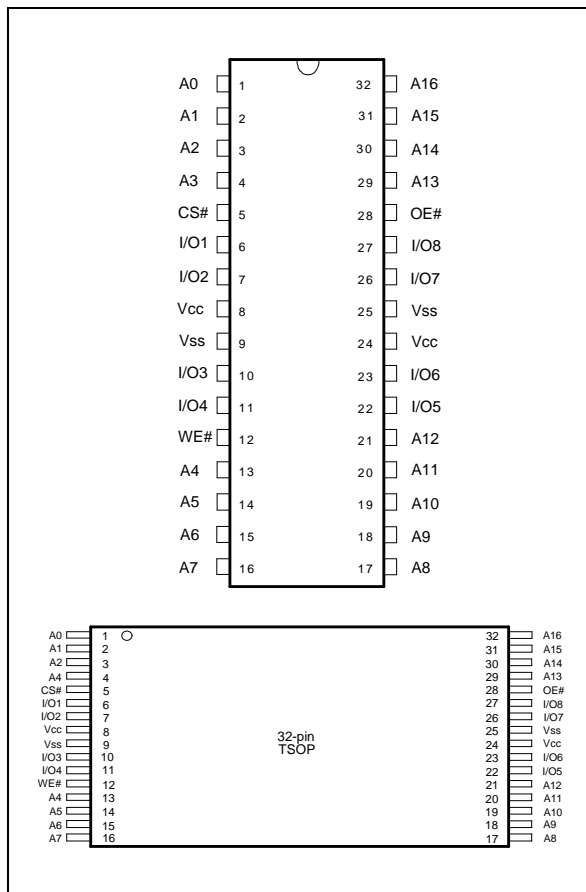 A0 1 32 A16
A1 2 31 A15
A2 3 30 A14
A3 4 29 A13
CS# 5 28 OE#
I/O1 6 27 I/O8
I/O2 7 26 I/O7
Vcc 8 25 Vss
Vss 9 24 Vcc
I/O3 10 23 I/O6
I/O4 11 22 I/O5
WE# 12 21 A12
A4 13 20 A11
A5 14 19 A10
A6 15 18 A9
A7 16 17 A8
A0 1 32 A16
A1 2 31 A15
A2 3 30 A14
A4 4 29 A13
CS# 5 28 OE#
I/O1 6 27 I/O8
I/O2 7 26 I/O7
Vcc 8 25 Vss
Vss 9 24 Vcc
I/O3 10 23 I/O6
I/O4 11 22 I/O5
WE# 12 21 A12
A4 13 20 A11
A5 14 19 A10
A6 15 18 A9
A7 16 17 A8
32-pin
TSOP